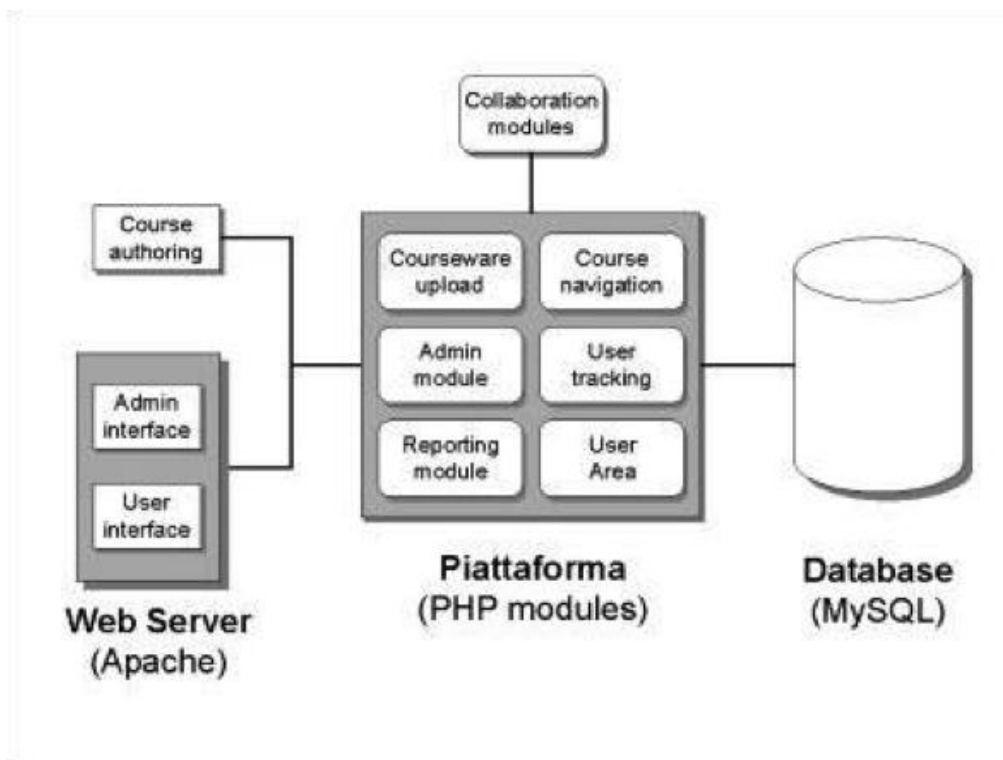 Collaboration
modules
Course
authoring
Courseware
upload
Course
navigation
Admin
module
User
tracking
Reporting
module
User
Area
Admin
interface
User
interface
Piattaforma
(PHP modules)
Database
(MySQL)
Web Server
(Apache)